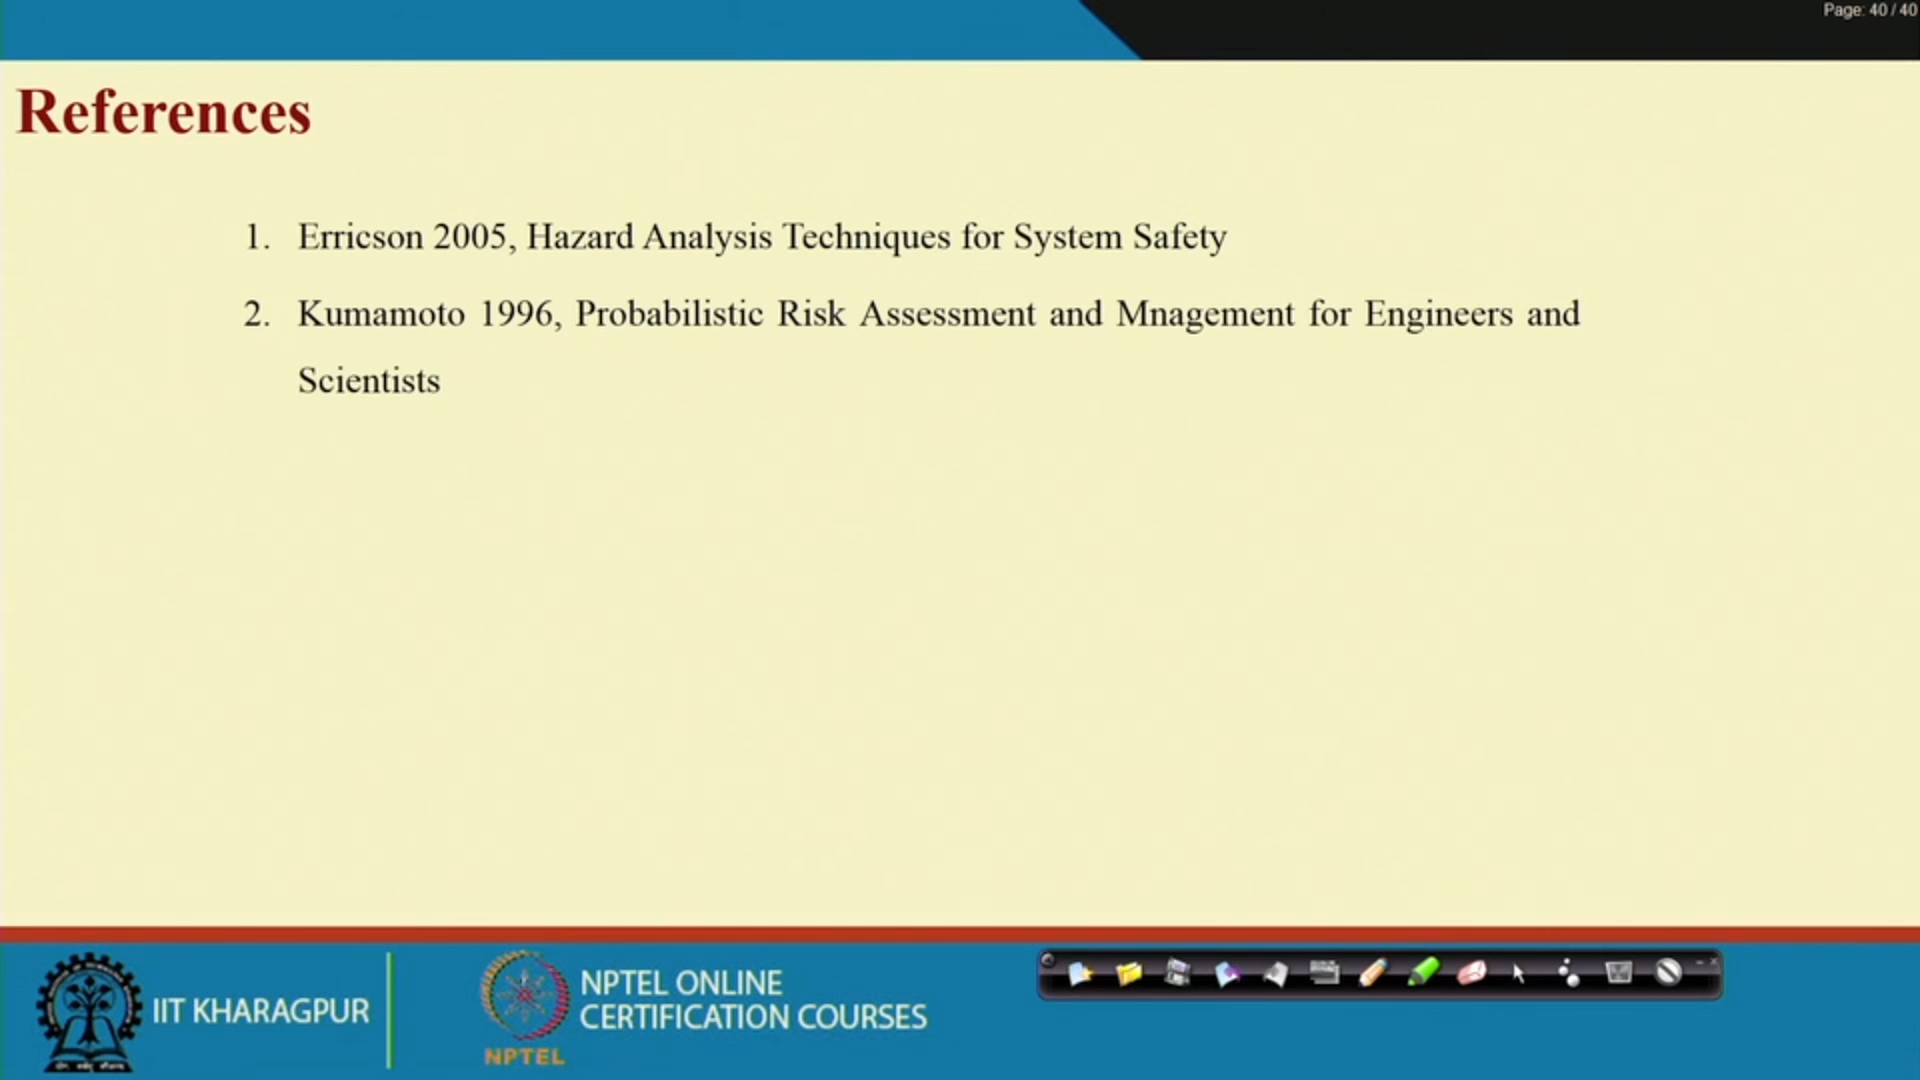 Page: 40 / 40
References
1. Erricson 2005, Hazard Analysis Techniques for System Safety
2. Kumamoto 1996, Probabilistic Risk Assessment and Mnagement for Engineers and
Scientists
IIT KHARAGPUR
NPTEL
NPTEL ONLINE
CERTIFICATION COURSES